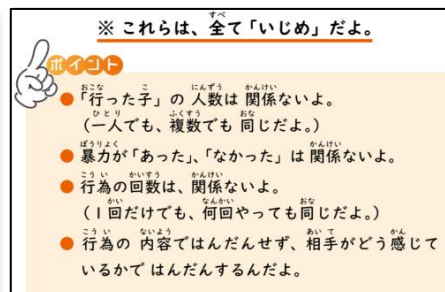 ※ これらは、全て「いじめ」だよ。
ポイント
●「行った子」の 人数は 関係ないよ。
(一人でも、複数でも 同じだよ。)
● 暴力が「あった」、「なかった」は 関係ないよ。
● 行為の回数は、関係ないよ。
(1回だけでも、何回やっても同じだよ。)
● 行為の 内容ではんだんせず、相手がどう感じて
いるかで はんだんするんだよ。